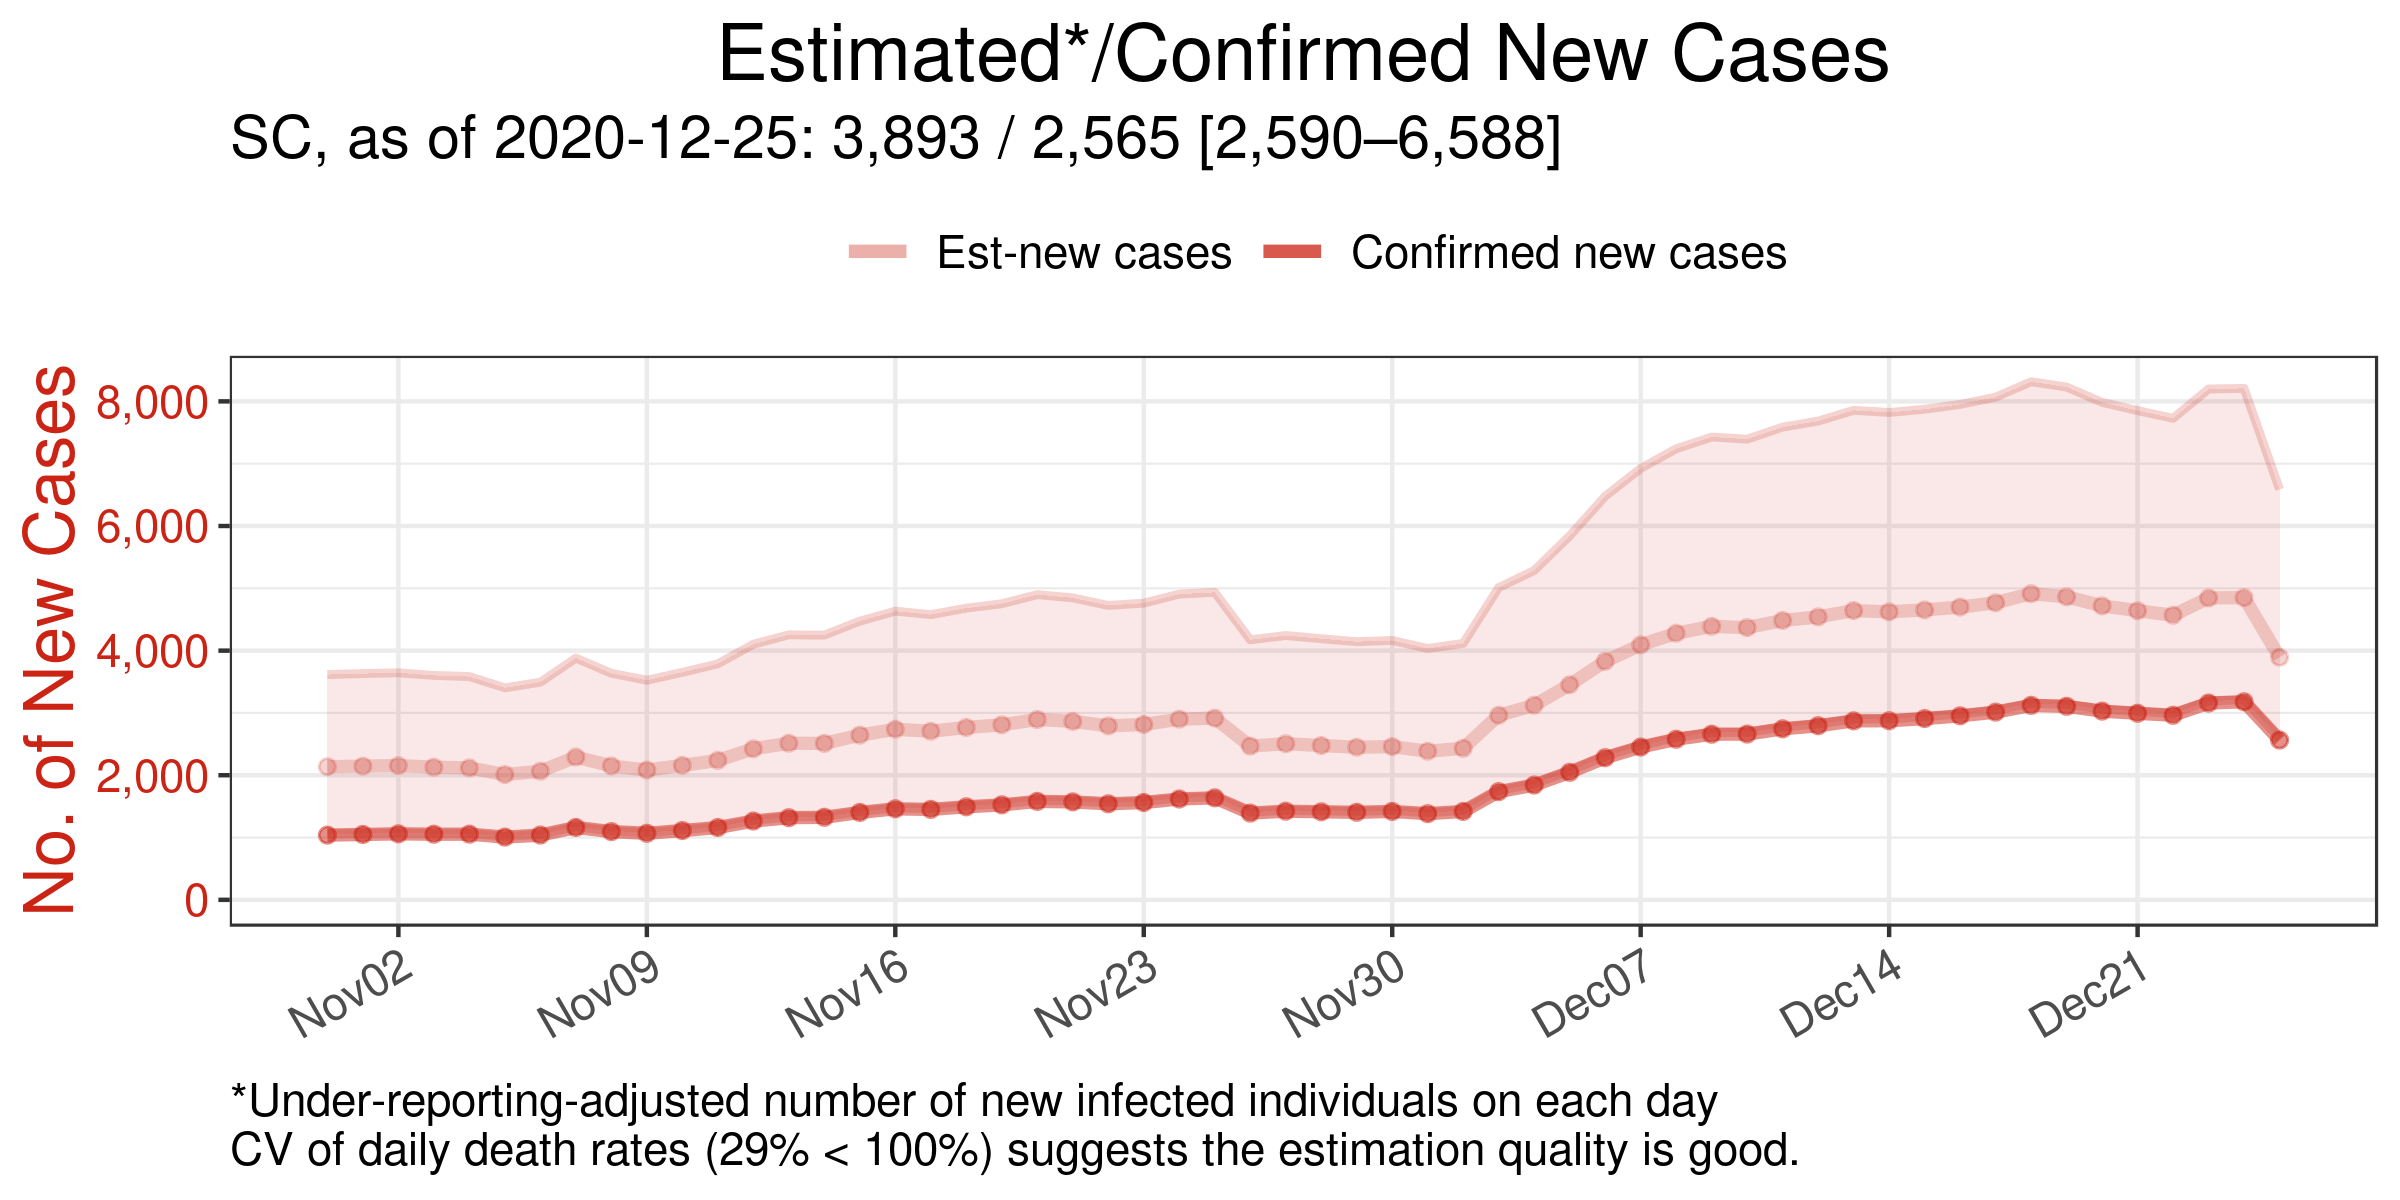 Estimated*/Confirmed New Cases
SC, as of 2020-12-25: 3,893 / 2,565 [2,590–6,588]
Est-new cases Confirmed new cases
No. of New Cases
8,000
6,000
4,000
2,000
0
Nov02 Nov09 Nov16 Nov23 Nov30 Dec07 Dec14 Dec21
*Under-reporting-adjusted number of new infected individuals on each day
CV of daily death rates (29% < 100%) suggests the estimation quality is good.